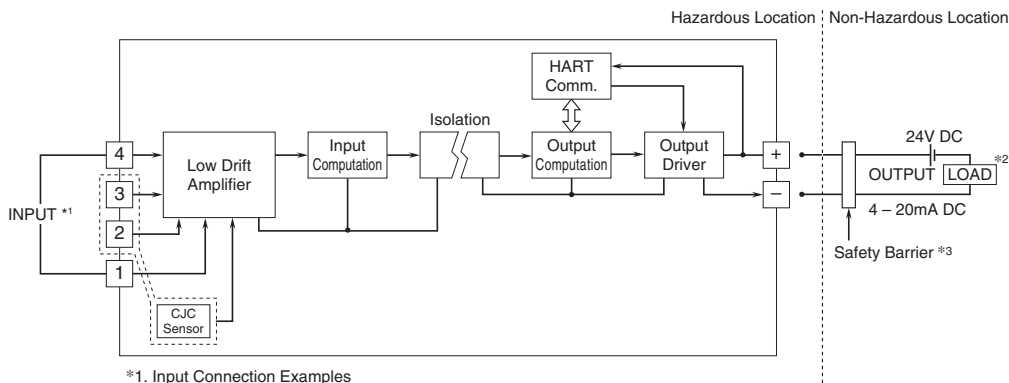 Hazardous Location
Non-Hazardous Location
HART
Comm.
Isolation
4
Low Drift
Amplifier
Input
Computation
Output
Computation
Output
Driver
+
24V DC
OUTPUT
LOAD
*2
3
INPUT *1
2
−
4 – 20mA DC
1
Safety Barrier *3
CJC
Sensor
*1. Input Connection Examples